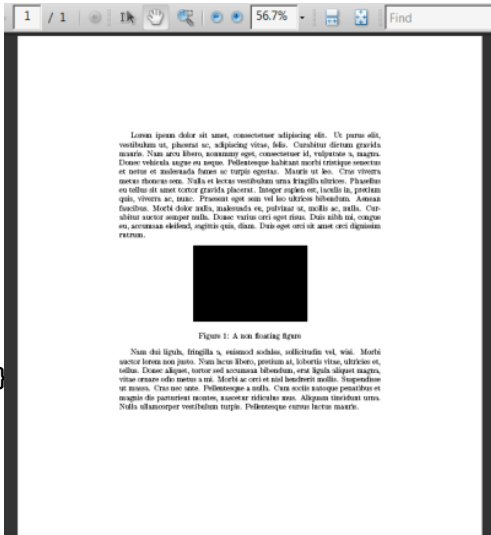 1 / 1 56.7% Find
Lorem ipsum dolor sit amet, consectetuer adipiscing elit. Ut purus elit,
vestibulum ut, placerat ac, adipiscing vitae, felis. Curabitur dictum gravida
mauris. Nam arcu libero, nonummy eget, consectetuer id, vulputate a, magna.
Donec vehicula augue eu neque. Pellentesque habitant morbi tristique senectus
et netus et malesuada fames ac turpis egestas. Mauris ut leo. Cras viverra
metus rhoncus sem. Nulla et lectus vestibulum urna fringilla ultrices. Phasellus
eu tellus sit amet tortor gravida placerat. Integer sapien est, iaculis in, pretium
quis, viverra ac, nunc. Praesent eget sem vel leo ultrices bibendum. Aenean
faucibus. Morbi dolor nulla, malesuada eu, pulvinar at, mollis ac, nulla. Cur-
abitur auctor semper nulla. Donec varius orci eget risus. Duis nibh mi, congue
eu, accumsan eleifend, sagittis quis, diam. Duis eget orci sit amet orci dignissim
rutrum.
Figure 1: A non floating figure
Nam dui ligula, fringilla a, euismod sodales, sollicitudin vel, wisi. Morbi
auctor lorem non justo. Nam lacus libero, pretium at, lobortis vitae, ultricies et,
tellus. Donec aliquet, tortor sed accumsan bibendum, erat ligula aliquet magna,
vitae ornare odio metus a mi. Morbi ac orci et nisl hendrerit mollis. Suspendisse
ut massa. Cras nec ante. Pellentesque a nulla. Cum sociis natoque penatibus et
magnis dis parturient montes, nascetur ridiculus mus. Aliquam tincidunt urna.
Nulla ullamcorper vestibulum turpis. Pellentesque cursus luctus mauris.
}